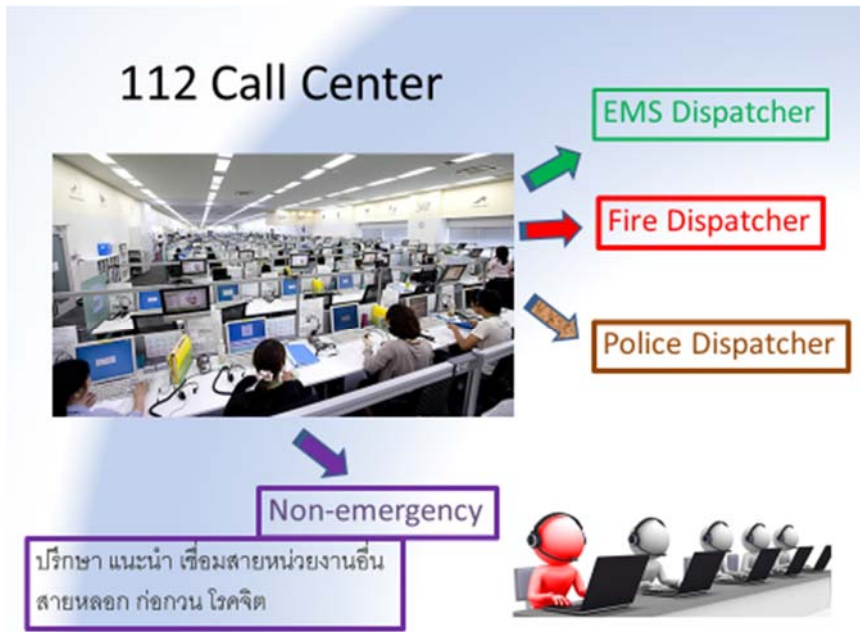 112 Call Center
EMS Dispatcher
Fire Dispatcher
Police Dispatcher
Non-emergency
ปรึกษา แนะนำ เชื่อมสายหน่วยงานอื่น
สายหลอก ก่อกวน โรคจิต